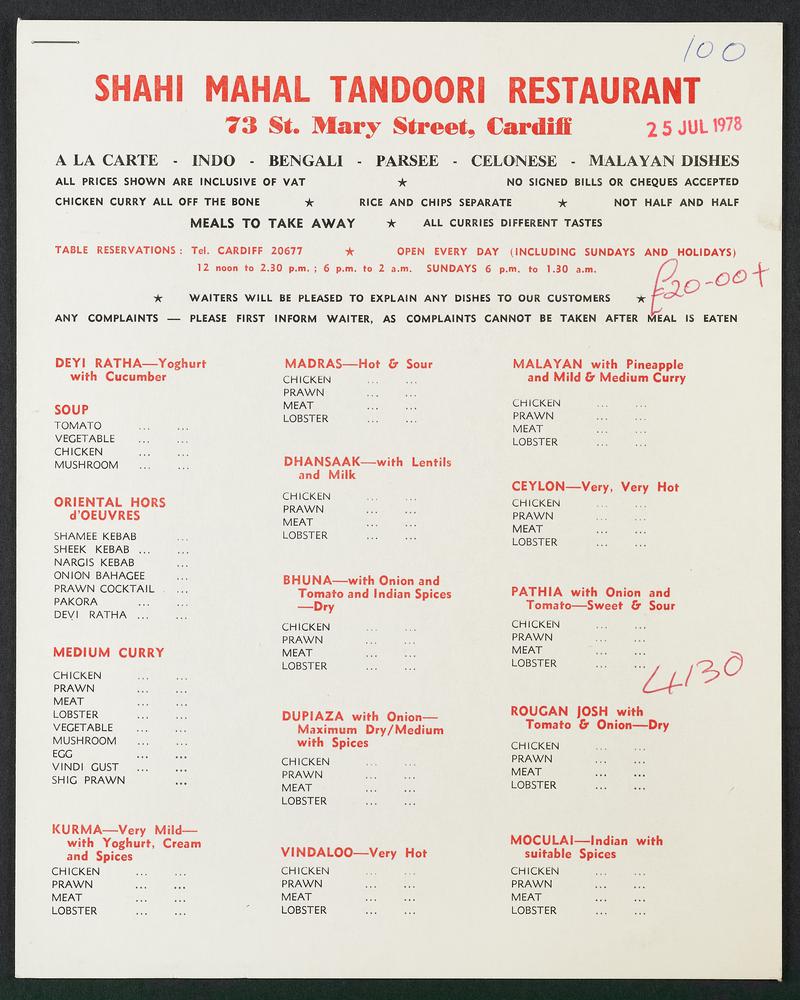 100
SHAHI MAHAL TANDOORI RESTAURANT
73 St. Mary Street, Cardiff
25 JUL 1978
A LA CARTE - INDO - BENGALI - PARSEE - CELONESE - MALAYAN DISHES
ALL PRICES SHOWN ARE INCLUSIVE OF VAT ★ NO SIGNED BILLS OR CHEQUES ACCEPTED
CHICKEN CURRY ALL OFF THE BONE ★ RICE AND CHIPS SEPARATE ★ NOT HALF AND HALF
MEALS TO TAKE AWAY ★ ALL CURRIES DIFFERENT TASTES
TABLE RESERVATIONS: Tel. CARDIFF 20677 ★ OPEN EVERY DAY (INCLUDING SUNDAYS AND HOLIDAYS)
12 noon to 2.30 p.m. ; 6 p.m. to 2 a.m. SUNDAYS 6 p.m. to 1.30 a.m.
£20-00+
★ WAITERS WILL BE PLEASED TO EXPLAIN ANY DISHES TO OUR CUSTOMERS ★
ANY COMPLAINTS — PLEASE FIRST INFORM WAITER, AS COMPLAINTS CANNOT BE TAKEN AFTER MEAL IS EATEN
DEYI RATHA—Yoghurt
with Cucumber
SOUP
TOMATO ... ...
VEGETABLE ... ...
CHICKEN ... ...
MUSHROOM ... ...
ORIENTAL HORS
d'OEUVRES
SHAMEE KEBAB ...
SHEEK KEBAB ... ...
NARGIS KEBAB ...
ONION BAHAGEE ...
PRAWN COCKTAIL . ...
PAKORA ... ...
DEVI RATHA ... ...
MEDIUM CURRY
CHICKEN ... ...
PRAWN ... ...
MEAT ... ...
LOBSTER ... ...
VEGETABLE ... ...
MUSHROOM ... ...
EGG ... ...
VINDI GUST ... ...
SHIG PRAWN ...
KURMA—Very Mild—
with Yoghurt, Cream
and Spices
CHICKEN ... ...
PRAWN ... ...
MEAT ... ...
LOBSTER ... ...
MADRAS—Hot & Sour
CHICKEN ... ...
PRAWN ... ...
MEAT ... ...
LOBSTER ... ...
DHANSAAK—with Lentils
and Milk
CHICKEN ... ...
PRAWN ... ...
MEAT ... ...
LOBSTER ... ...
BHUNA—with Onion and
Tomato and Indian Spices
—Dry
CHICKEN ... ...
PRAWN ... ...
MEAT ... ...
LOBSTER ... ...
DUPIAZA with Onion—
Maximum Dry/Medium
with Spices
CHICKEN ... ...
PRAWN ... ...
MEAT ... ...
LOBSTER ... ...
VINDALOO—Very Hot
CHICKEN ... ...
PRAWN ... ...
MEAT ... ...
LOBSTER ... ...
MALAYAN with Pineapple
and Mild & Medium Curry
CHICKEN ... ...
PRAWN ... ...
MEAT ... ...
LOBSTER ... ...
CEYLON—Very, Very Hot
CHICKEN ... ...
PRAWN ... ...
MEAT ... ...
LOBSTER ... ...
PATHIA with Onion and
Tomato—Sweet & Sour
CHICKEN ... ...
PRAWN ... ...
MEAT ... ...
LOBSTER ... ...
4130
ROUGAN JOSH with
Tomato & Onion—Dry
CHICKEN ... ...
PRAWN ... ...
MEAT ... ...
LOBSTER ... ...
MOCULAI—Indian with
suitable Spices
CHICKEN ... ...
PRAWN ... ...
MEAT ... ...
LOBSTER ... ...